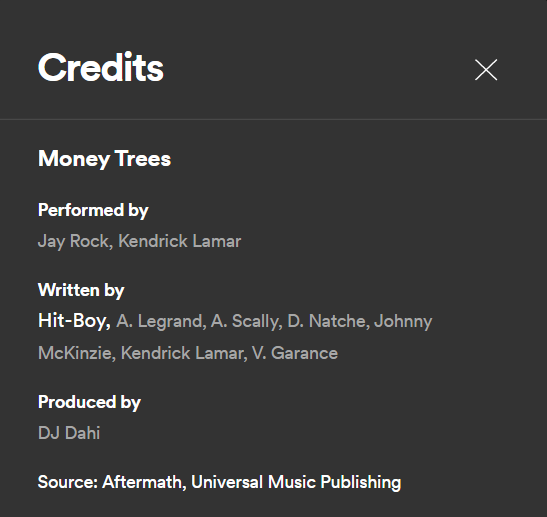 Credits
Money Trees
Performed by
Jay Rock, Kendrick Lamar
Written by
Hit-Boy, A. Legrand, A. Scally, D. Natche, Johnny
McKinzie, Kendrick Lamar, V. Garance
Produced by
DJ Dahi
Source: Aftermath, Universal Music Publishing